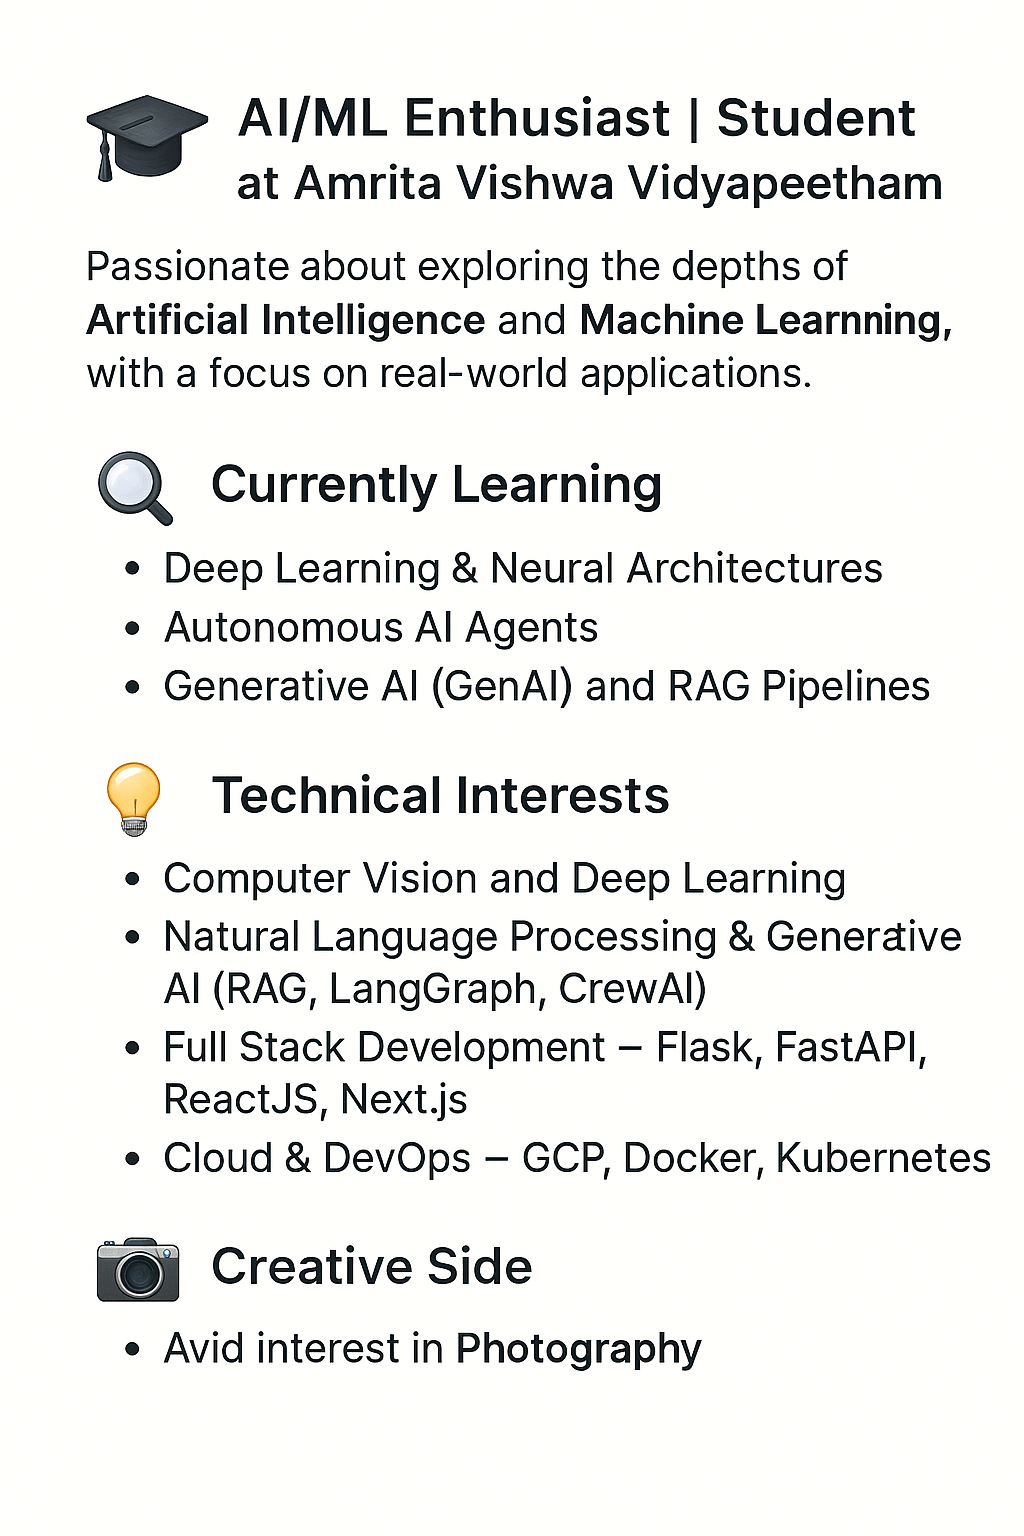 AI/ML Enthusiast | Student
at Amrita Vishwa Vidyapeetham
Passionate about exploring the depths of
Artificial Intelligence and Machine Learnning,
with a focus on real-world applications.
Currently Learning
• Deep Learning & Neural Architectures
• Autonomous AI Agents
• Generative AI (GenAI) and RAG Pipelines
Technical Interests
• Computer Vision and Deep Learning
• Natural Language Processing & Generative
AI (RAG, LangGraph, CrewAI)
• Full Stack Development – Flask, FastAPI,
ReactJS, Next.js
• Cloud & DevOps – GCP, Docker, Kubernetes
Creative Side
• Avid interest in Photography